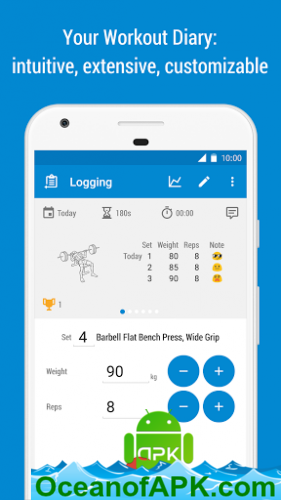 Your Workout Diary:
intuitive, extensive, customizable
10:00
Logging
Today 180s 00:00
Set Weight Reps Note
Today 1 80 8
2 85 8
3 90 8
1
Set 4 Barbell Flat Bench Press, Wide Grip
Weight 90 kg
Reps 8
APK
OceanofAPK.com